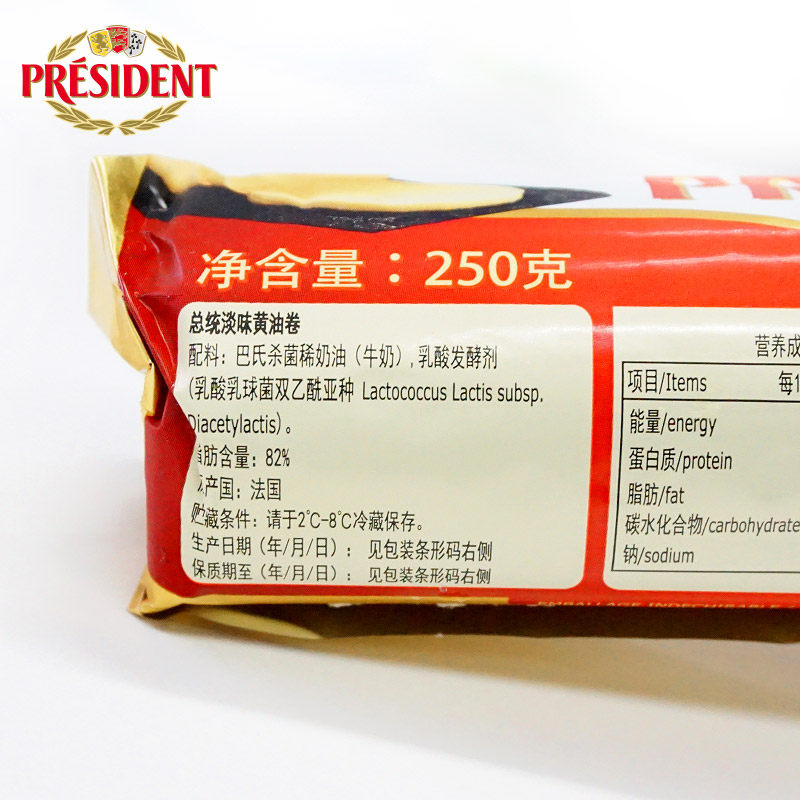 PRÉSIDENT
净含量：250克
总统淡味黄油卷
配料：巴氏杀菌稀奶油（牛奶）,乳酸发酵剂
（乳酸乳球菌双乙酰亚种 Lactococcus Lactis subsp.
Diacetylactis）。
脂肪含量：82%
原产国：法国
贮藏条件：请于2℃-8℃冷藏保存。
生产日期（年/月/日）： 见包装条形码右侧
保质期至（年/月/日）： 见包装条形码右侧
营养成
项目/Items 每1
能量/energy
蛋白质/protein
脂肪/fat
碳水化合物/carbohydrate
钠/sodium
EMBALLAGE INDECHIRABLE